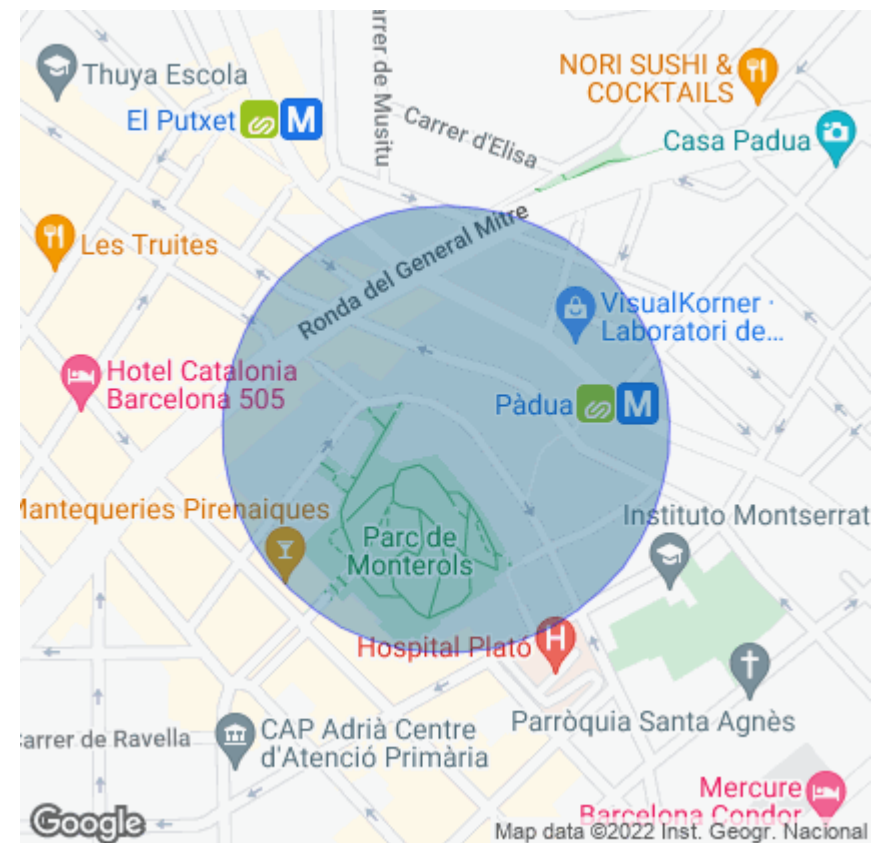 Thuya Escola
El Putxet
M
Carrer de Musitu
Carrer d'Elisa
NORI SUSHI &
COCKTAILS
Casa Padua
Les Truites
Ronda del General Mitre
VisualKorner ·
Laboratori de...
Hotel Catalonia
Barcelona 505
Pàdua
M
Mantequeries Pirenaiques
Parc de
Monterols
Instituto Montserrat
Hospital Plató
H
Parròquia Santa Agnès
arrer de Ravella
CAP Adrià Centre
d'Atenció Primària
Mercure
Barcelona Condor
Google
Map data ©2022 Inst. Geogr. Nacional